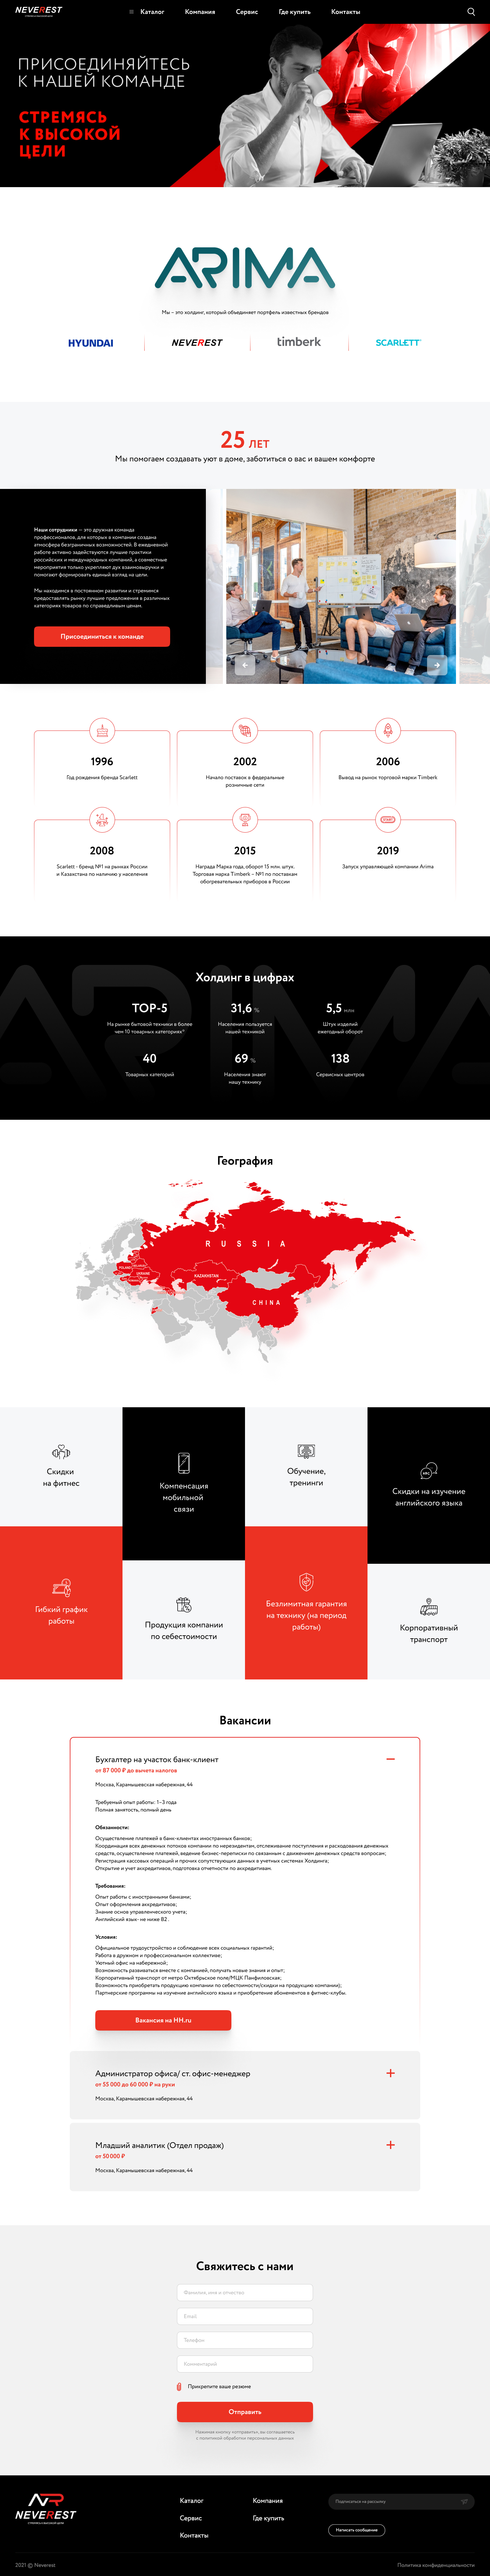 NEVEREST
Каталог
Компания
Сервис
Где купить
Контакты
ПРИСОЕДИНЯЙТЕСЬ
К НАШЕЙ КОМАНДЕ
СТРЕМЯСЬ
К ВЫСОКОЙ
ЦЕЛИ
ARIMA
Мы – это холдинг, который объединяет портфель известных брендов
HYUNDAI
NEVEREST
timberk
SCARLETT
25 ЛЕТ
Мы помогаем создавать уют в доме, заботиться о вас и вашем комфорте
Наши сотрудники — это дружная команда
профессионалов, для которых в компании создана
атмосфера безграничных возможностей. В ежедневной
работе активно задействуются лучшие практики
российских и международных компаний, а совместные
мероприятия только укрепляют дух взаимовыручки и
помогают формировать единый взгляд на цели.
Мы находимся в постоянном развитии и стремимся
предоставлять рынку лучшие предложения в различных
категориях товаров по справедливым ценам.
Присоединиться к команде
1996
Год рождения бренда Scarlett
2002
Начало поставок в федеральные
розничные сети
2006
Вывод на рынок торговой марки Timberk
2008
Scarlett - бренд №1 на рынках России
и Казахстана по наличию у населения
2015
Награда Марка года, оборот 15 млн. штук.
Торговая марка Timberk – №1 по поставкам
обогревательных приборов в России
START
2019
Запуск управляющей компании Arima
ARIMA
Холдинг в цифрах
TOP-5
На рынке бытовой техники в более
чем 10 товарных категориях*
31,6 %
Населения пользуется
нашей техникой
5,5 млн
Штук изделий
ежегодный оборот
40
Товарных категорий
69 %
Населения знают
нашу технику
138
Сервисных центров
География
RUSSIA
POLAND
UKRAINE
KAZAKHSTAN
CHINA
Скидки
на фитнес
Компенсация
мобильной
связи
Обучение,
тренинги
ABC
Скидки на изучение
английского языка
Гибкий график
работы
Продукция компании
по себестоимости
Безлимитная гарантия
на технику (на период
работы)
Корпоративный
транспорт
Вакансии
Бухгалтер на участок банк-клиент
от 87 000 ₽ до вычета налогов
Москва, Карамышевская набережная, 44
Требуемый опыт работы: 1–3 года
Полная занятость, полный день
Обязанности:
Осуществление платежей в банк-клиентах иностранных банков;
Координация всех денежных потоков компании по нерезидентам, отслеживание поступления и расходования денежных
средств, осуществление платежей, ведение бизнес-переписки по связанным с движением денежных средств вопросам;
Регистрация кассовых операций и прочих сопутствующих данных в учетных системах Холдинга;
Открытие и учет аккредитивов, подготовка отчетности по аккредитивам.
Требования:
Опыт работы с иностранными банками;
Опыт оформления аккредитивов;
Знание основ управленческого учета;
Английский язык- не ниже B2 .
Условия:
Официальное трудоустройство и соблюдение всех социальных гарантий;
Работа в дружном и профессиональном коллективе;
Уютный офис на набережной;
Возможность развиваться вместе с компанией, получать новые знания и опыт;
Корпоративный транспорт от метро Октябрьское поле/МЦК Панфиловская;
Возможность приобретать продукцию компании по себестоимости/скидки на продукцию компании);
Партнерские программы на изучение английского языка и приобретение абонементов в фитнес-клубы.
Вакансия на HH.ru
Администратор офиса/ ст. офис-менеджер
от 55 000 до 60 000 ₽ на руки
Москва, Карамышевская набережная, 44
Младший аналитик (Отдел продаж)
от 50 000 ₽
Москва, Карамышевская набережная, 44
Свяжитесь с нами
Фамилия, имя и отчество
Email
Телефон
Комментарий
Прикрепите ваше резюме
Отправить
Нажимая кнопку «отправить», вы соглашаетесь
с политикой обработки персональных данных
NEVEREST
Каталог
Сервис
Контакты
Компания
Где купить
Подписаться на рассылку
Написать сообщение
2021 © Neverest
Политика конфиденциальности